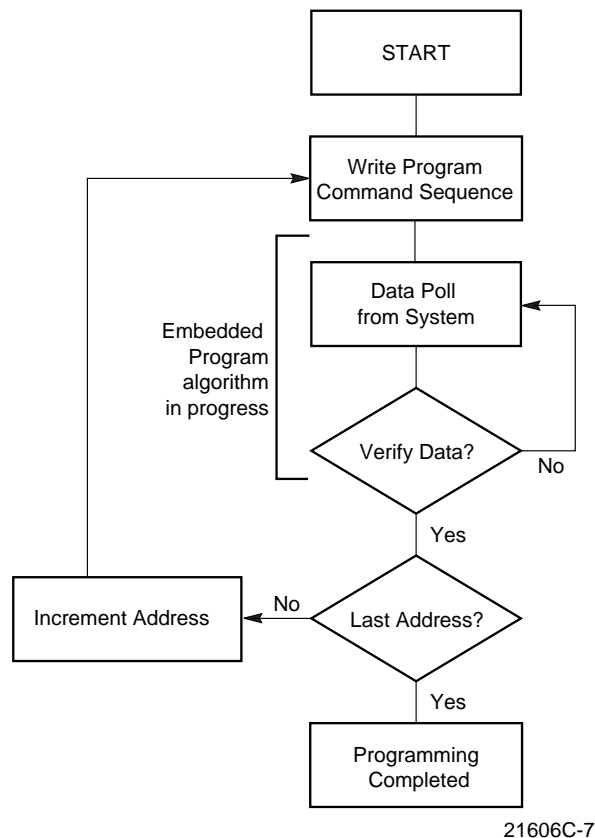 START
Write Program
Command Sequence
Data Poll
from System
Embedded
Program
algorithm
in progress
Verify Data?
No
Yes
Last Address?
No
Increment Address
Yes
Programming
Completed
21606C-7